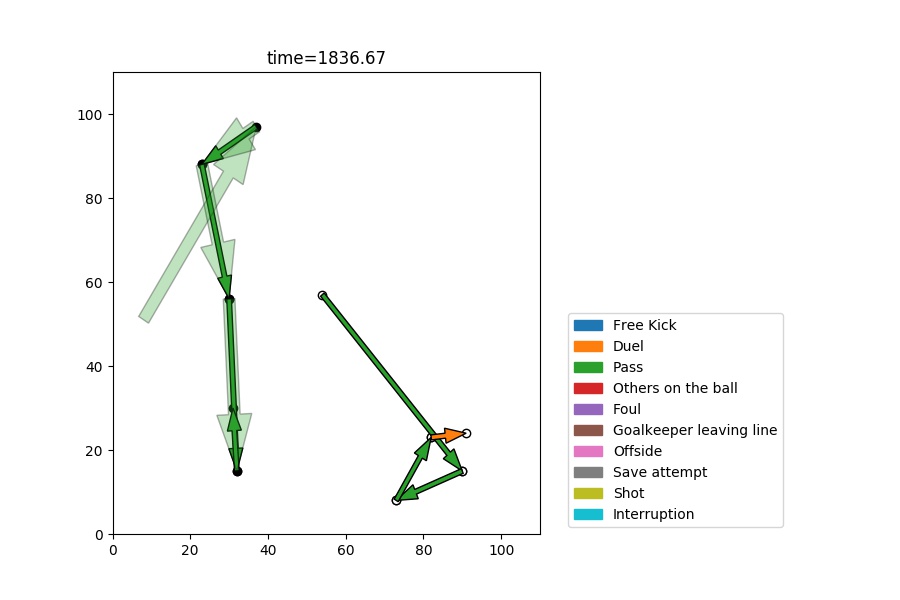 time=1836.67
100
80
60
40
20
0
0 20 40 60 80 100
Free Kick
Duel
Pass
Others on the ball
Foul
Goalkeeper leaving line
Offside
Save attempt
Shot
Interruption